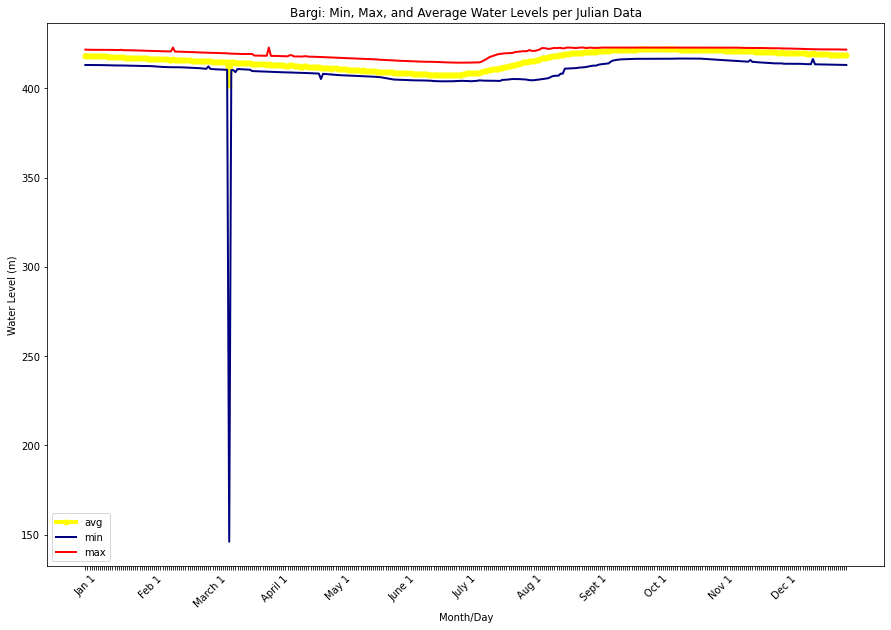 Bargi: Min, Max, and Average Water Levels per Julian Data
Water Level (m)
400
350
300
250
200
150
avg
min
max
Jan 1
Feb 1
March 1
April 1
May 1
June 1
July 1
Aug 1
Sept 1
Oct 1
Nov 1
Dec 1
Month/Day